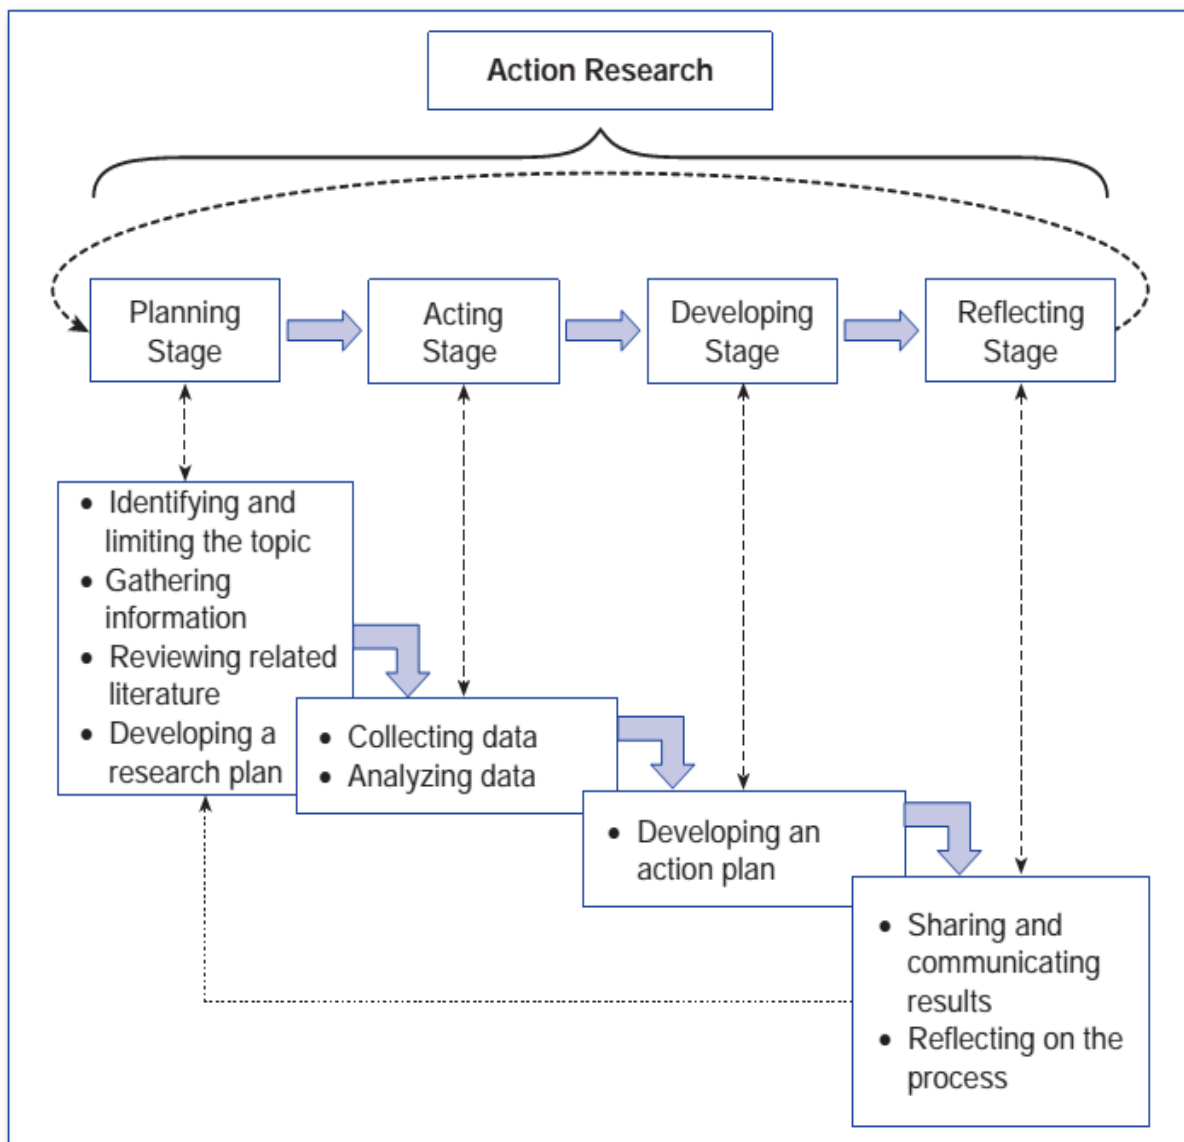 Action Research
Planning
Stage
Acting
Stage
Developing
Stage
Reflecting
Stage
• Identifying and
limiting the topic
• Gathering
information
• Reviewing related
literature
• Developing a
research plan
• Collecting data
• Analyzing data
• Developing an
action plan
• Sharing and
communicating
results
• Reflecting on the
process